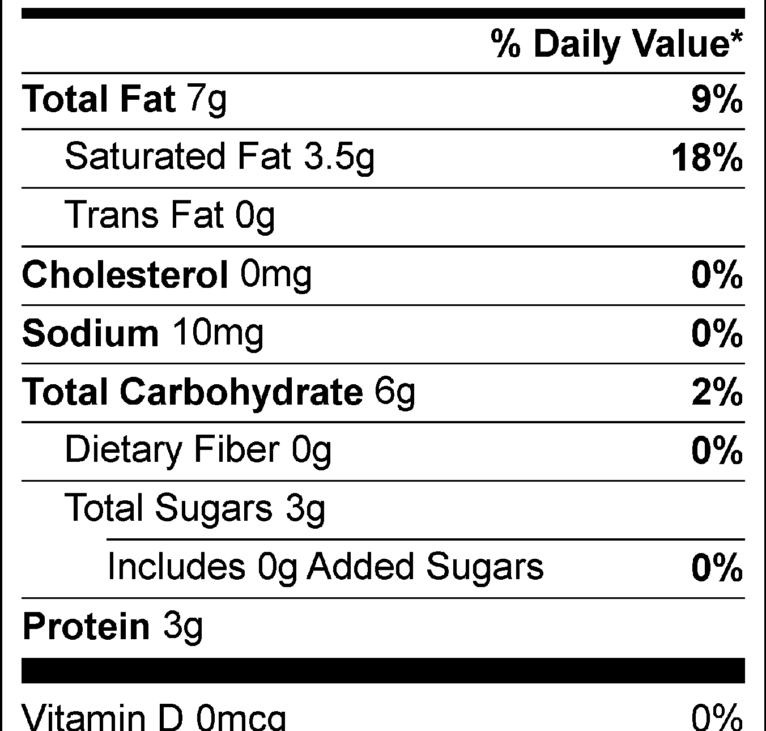 % Daily Value*
Total Fat 7g 9%
Saturated Fat 3.5g 18%
Trans Fat 0g
Cholesterol 0mg 0%
Sodium 10mg 0%
Total Carbohydrate 6g 2%
Dietary Fiber 0g 0%
Total Sugars 3g
Includes 0g Added Sugars 0%
Protein 3g
Vitamin D 0mcg 0%